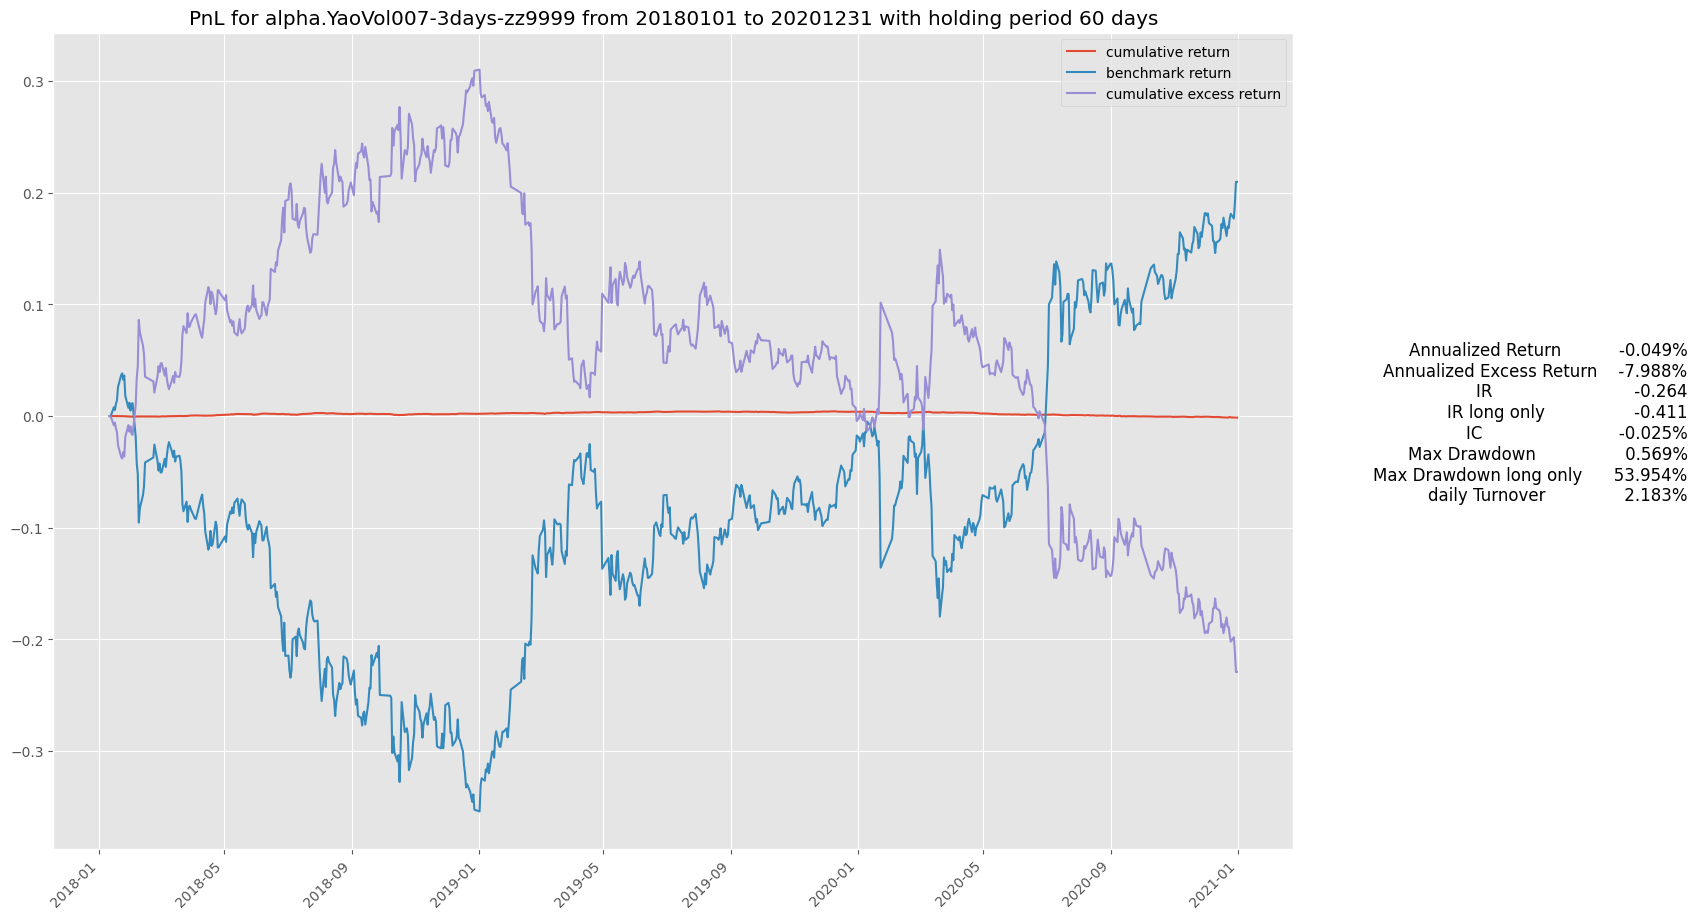 PnL for alpha.YaoVol007-3days-zz9999 from 20180101 to 20201231 with holding period 60 days
cumulative return
benchmark return
cumulative excess return
0.3
0.2
0.1
0.0
−0.1
−0.2
−0.3
2018-01
2018-05
2018-09
2019-01
2019-05
2019-09
2020-01
2020-05
2020-09
2021-01
Annualized Return -0.049%
Annualized Excess Return -7.988%
IR -0.264
IR long only -0.411
IC -0.025%
Max Drawdown 0.569%
Max Drawdown long only 53.954%
daily Turnover 2.183%